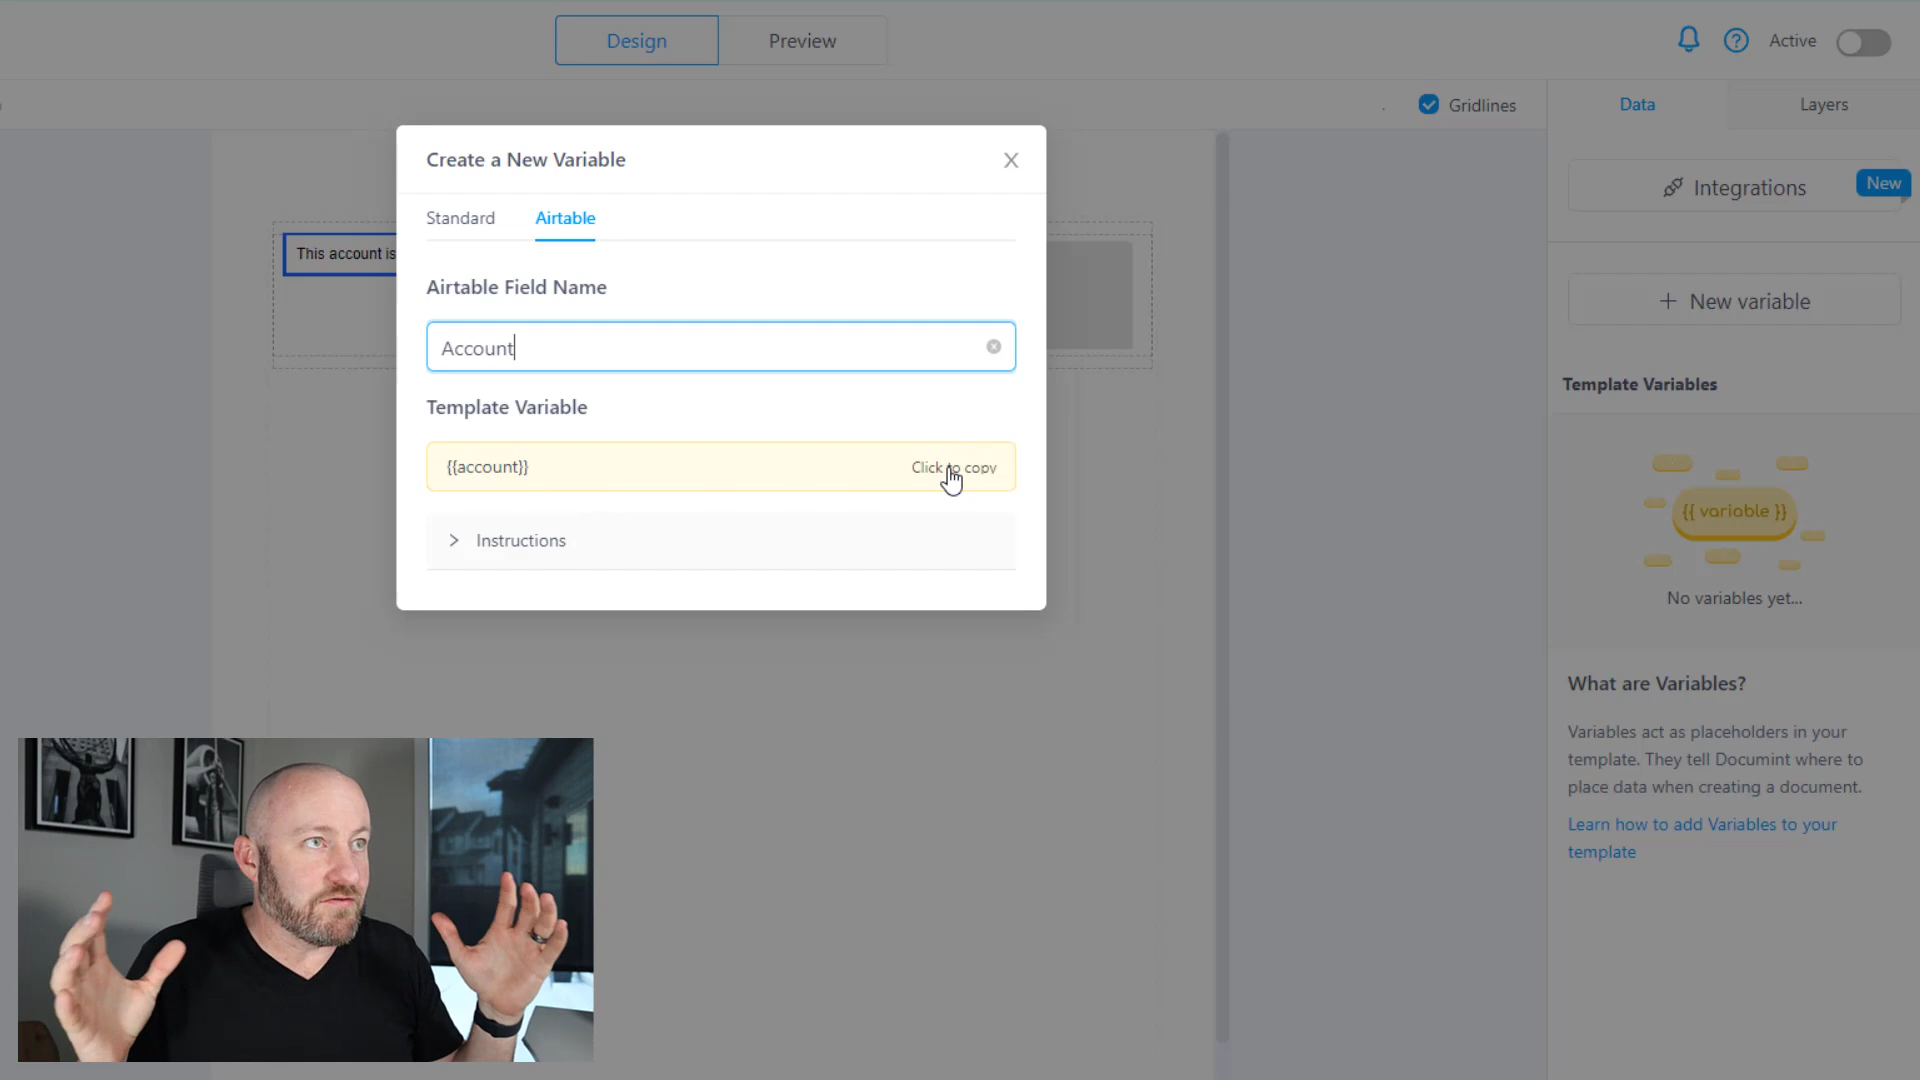 Design
Preview
Active
Gridlines
Data
Layers
Create a New Variable
Standard
Airtable
Integrations
New
This account is
Airtable Field Name
Account
New variable
Template Variables
Template Variable
{{account}}
Click to copy
{{ variable }}
Instructions
No variables yet...
What are Variables?
Variables act as placeholders in your
template. They tell Documint where to
place data when creating a document.
Learn how to add Variables to your
template